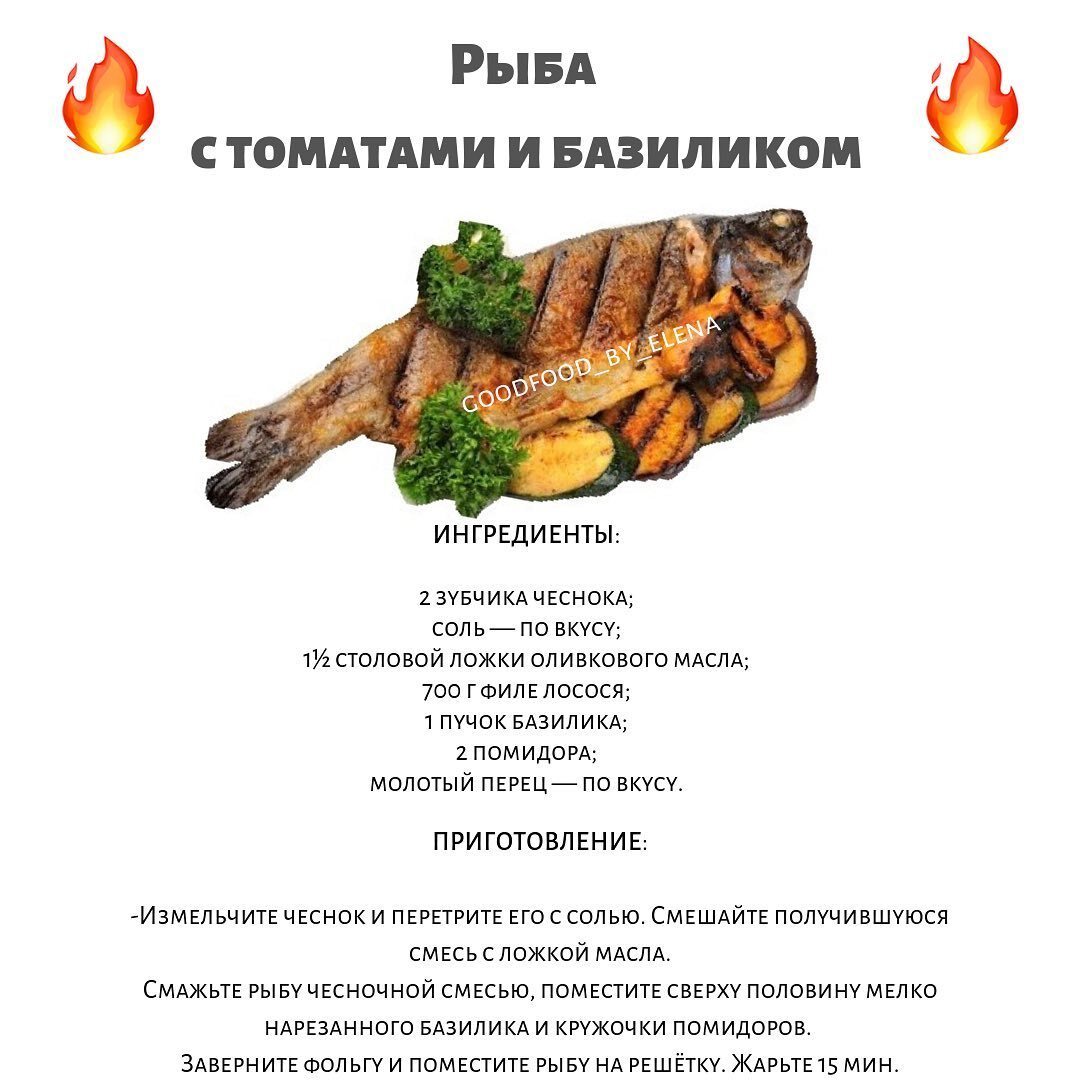 Рыба
с томатами и базиликом
GOODFOOD_BY_ELENA
ИНГРЕДИЕНТЫ:
2 зубчика чеснока;
соль — по вкусу;
1½ столовой ложки оливкового масла;
700 г филе лосося;
1 пучок базилика;
2 помидора;
молотый перец — по вкусу.
ПРИГОТОВЛЕНИЕ:
-Измельчите чеснок и перетрите его с солью. Смешайте получившуюся
смесь с ложкой масла.
Смажьте рыбу чесночной смесью, поместите сверху половину мелко
нарезанного базилика и кружочки помидоров.
Заверните фольгу и поместите рыбу на решётку. Жарьте 15 мин.